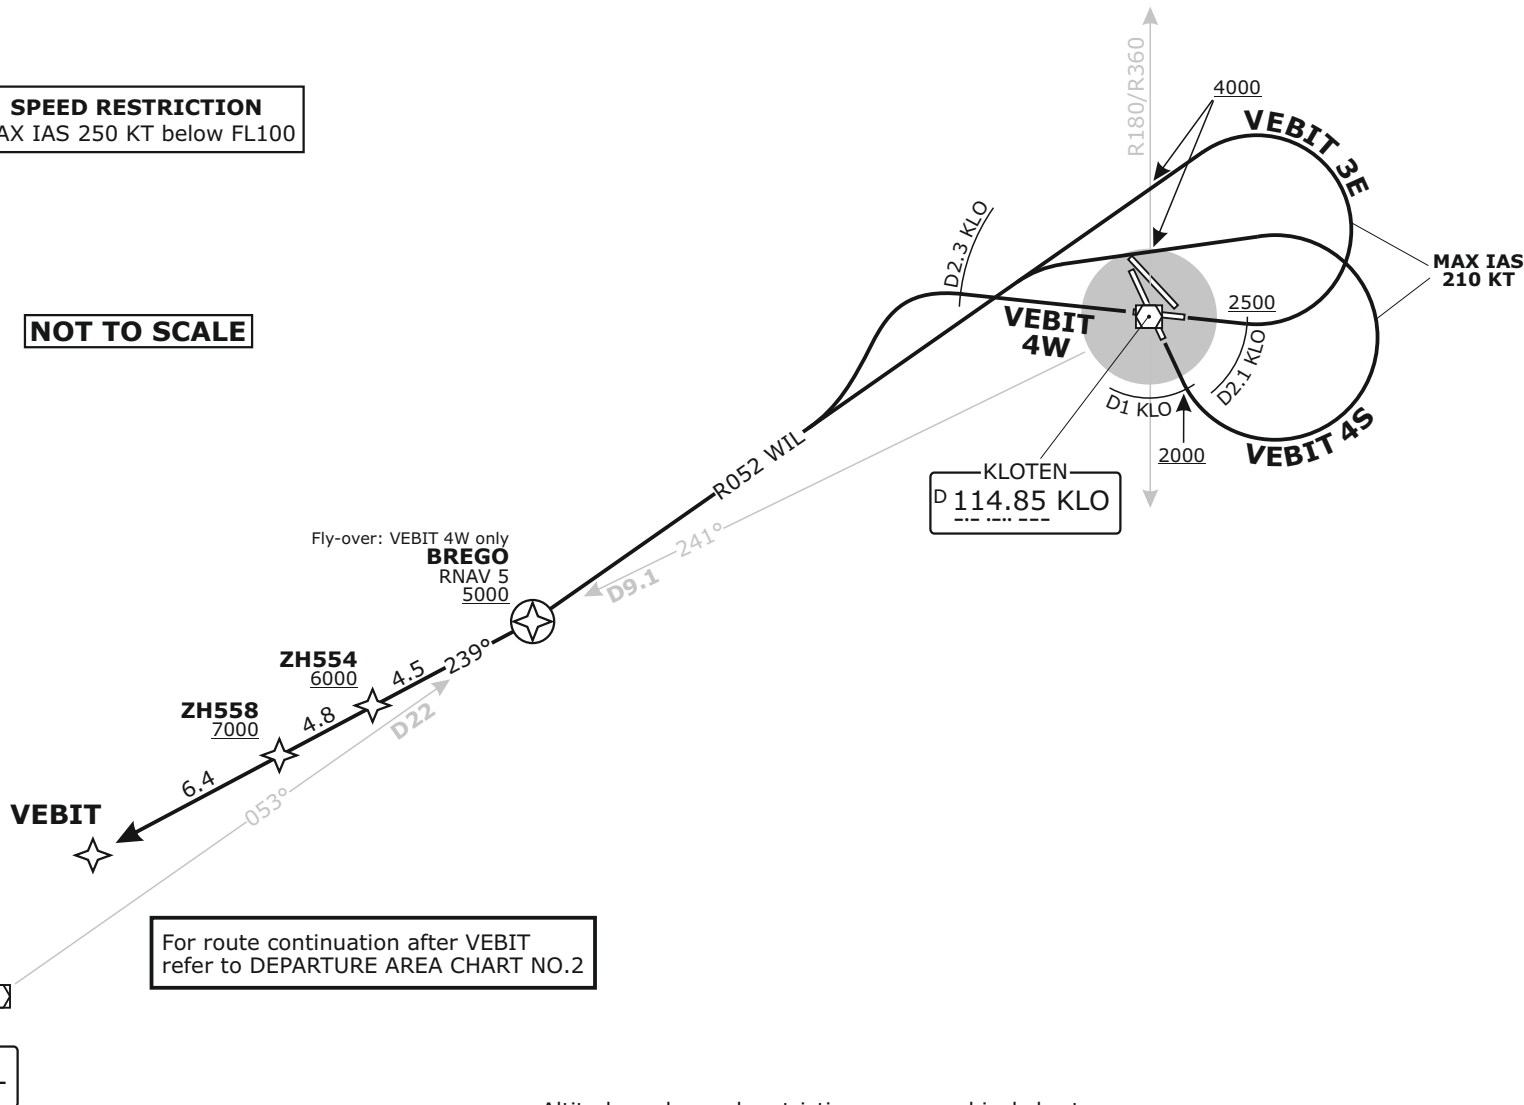 SPEED RESTRICTION
AX IAS 250 KT below FL100
NOT TO SCALE
R180/R360
4000
VEBIT 3E
D2.3 KLO
MAX IAS
210 KT
VEBIT
4W
2500
D2.1 KLO
D1 KLO
2000
VEBIT 4S
KLOTEN
D 114.85 KLO
R052 WIL
241°
D9.1
Fly-over: VEBIT 4W only
BREGO
RNAV 5
5000
239°
4.5
ZH554
6000
D22
4.8
ZH558
7000
6.4
053°
VEBIT
For route continuation after VEBIT
refer to DEPARTURE AREA CHART NO.2